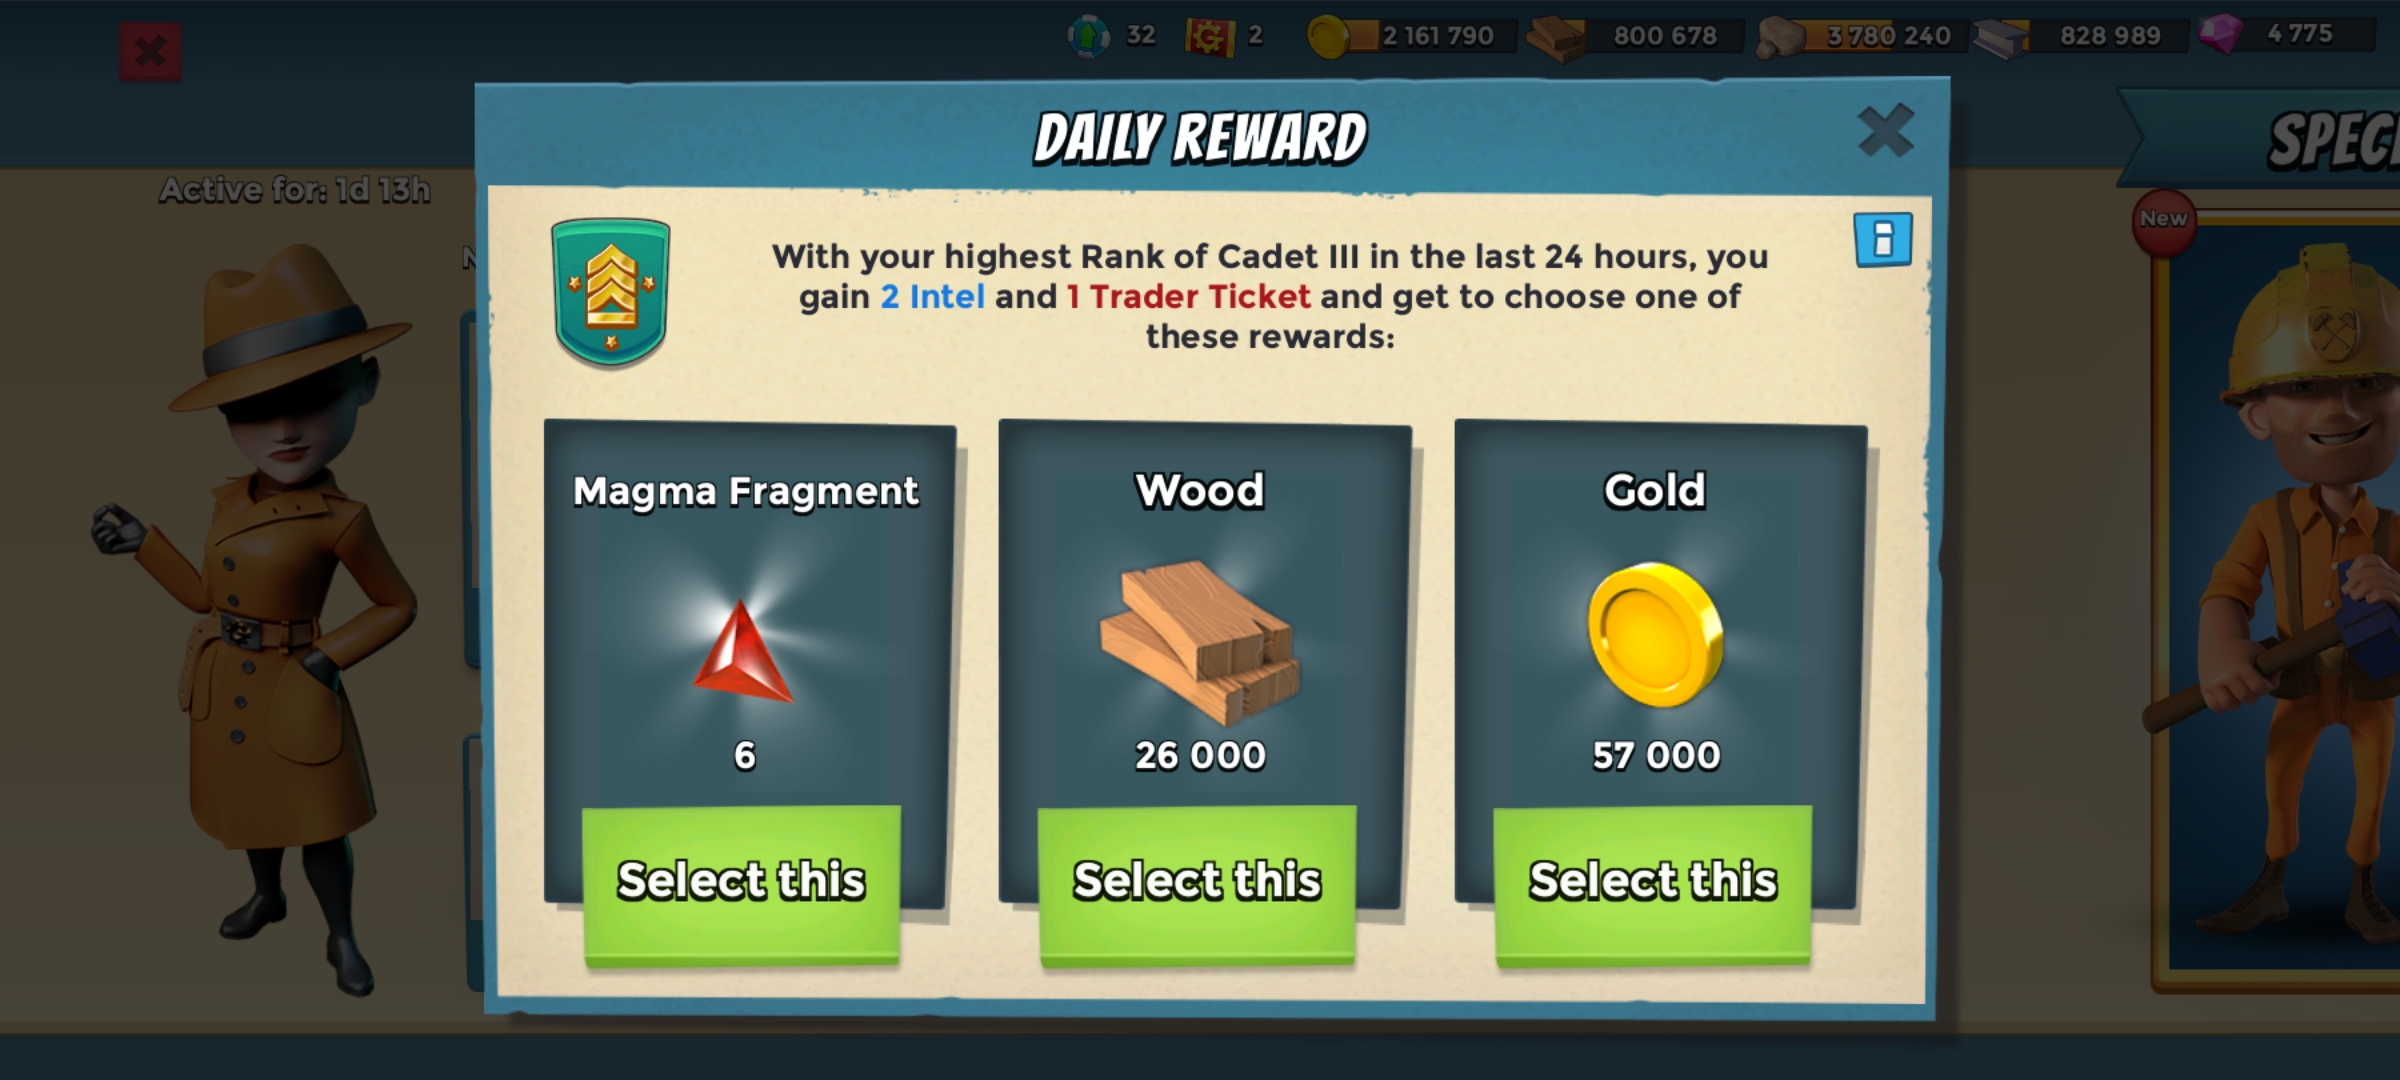 32
2
2 161 790
800 678
3 780 240
828 989
4 775
DAILY REWARD
Active for: 1d 13h
New
With your highest Rank of Cadet III in the last 24 hours, you
gain 2 Intel and 1 Trader Ticket and get to choose one of
these rewards:
Magma Fragment
Wood
Gold
6
26 000
57 000
Select this
Select this
Select this